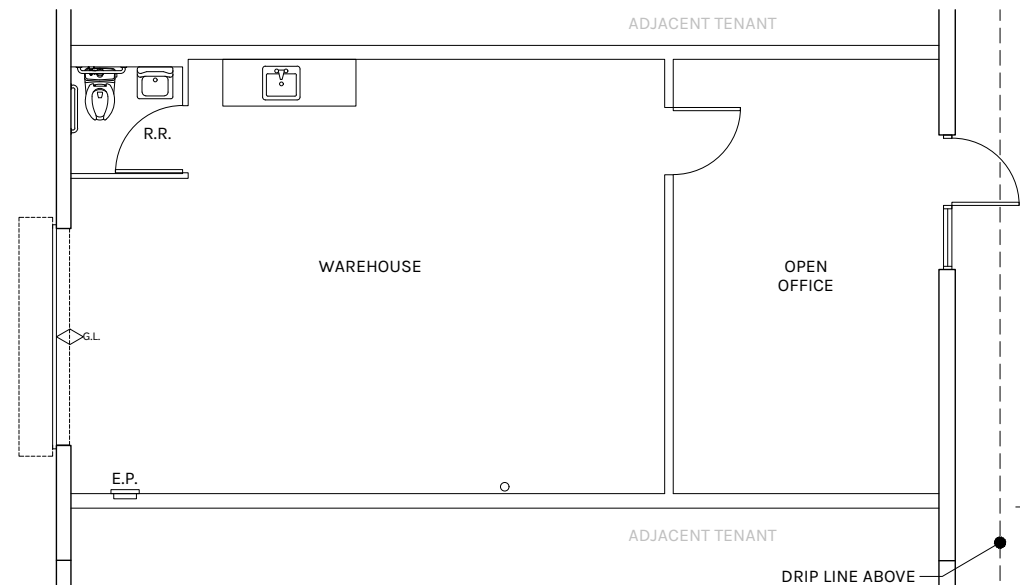 ADJACENT TENANT
R.R.
WAREHOUSE
OPEN
OFFICE
G.L.
E.P.
ADJACENT TENANT
DRIP LINE ABOVE